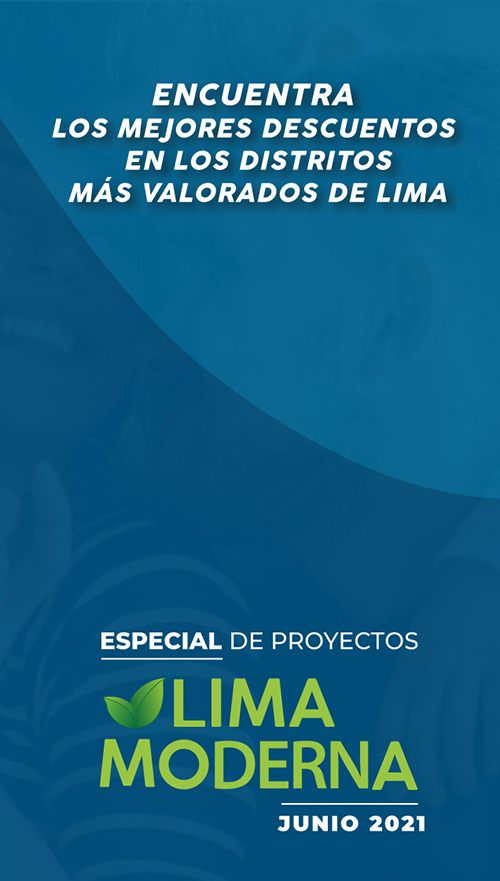 ENCUENTRA
LOS MEJORES DESCUENTOS
EN LOS DISTRITOS
MÁS VALORADOS DE LIMA
ESPECIAL DE PROYECTOS
LIMA
MODERNA
JUNIO 2021